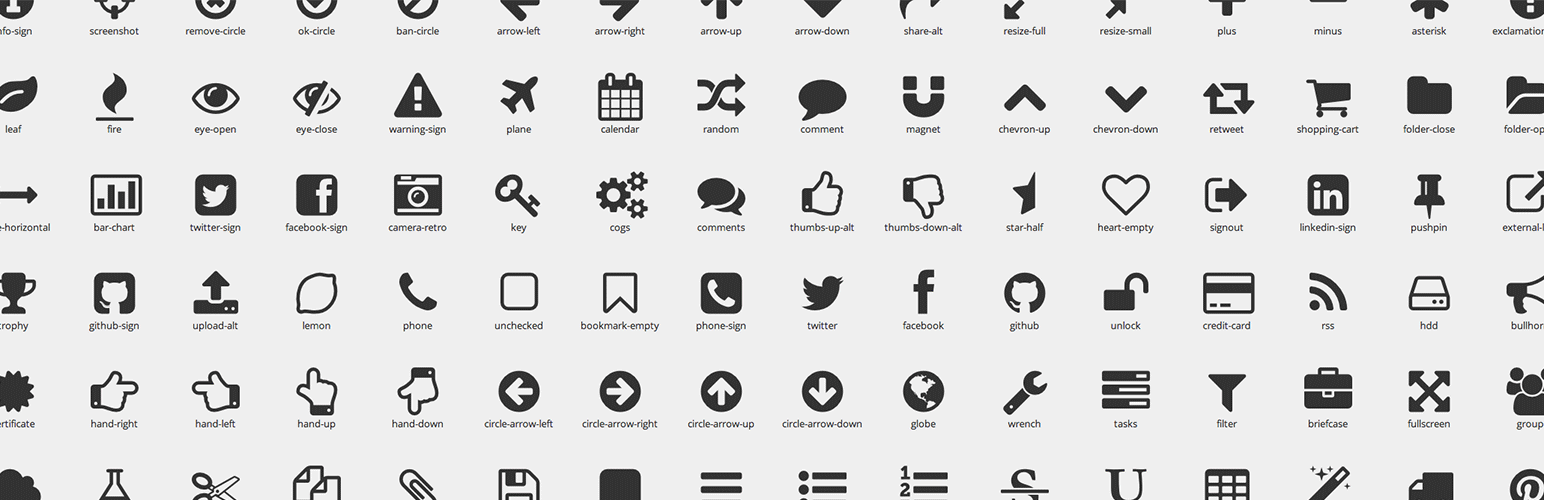 nfo-sign screenshot remove-circle ok-circle ban-circle arrow-left arrow-right arrow-up arrow-down share-alt resize-full resize-small plus minus asterisk exclamation
leaf fire eye-open eye-close warning-sign plane calendar random comment magnet chevron-up chevron-down retweet shopping-cart folder-close folder-op
e-horizontal bar-chart twitter-sign facebook-sign camera-retro key cogs comments thumbs-up-alt thumbs-down-alt star-half heart-empty signout linkedin-sign pushpin external-l
trophy github-sign upload-alt lemon phone unchecked bookmark-empty phone-sign twitter facebook github unlock credit-card rss hdd bullhor
ertificate hand-right hand-left hand-up hand-down circle-arrow-left circle-arrow-right circle-arrow-up circle-arrow-down globe wrench tasks filter briefcase fullscreen group